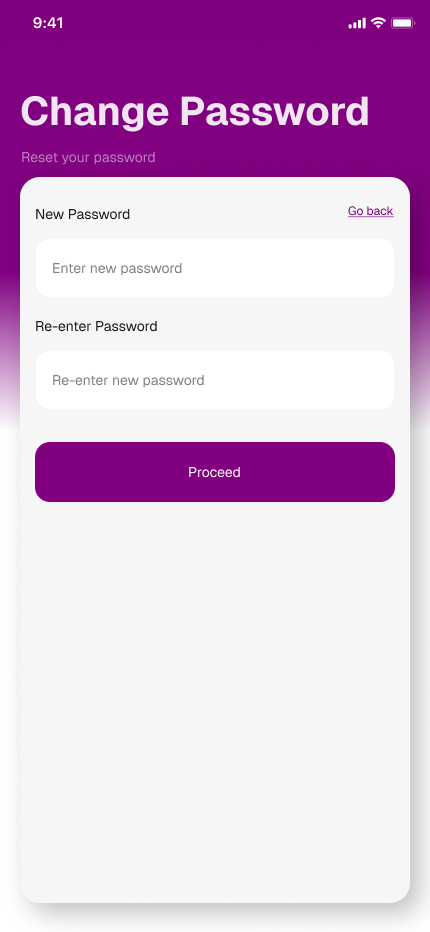 9:41
Change Password
Reset your password
New Password
Go back
Enter new password
Re-enter Password
Re-enter new password
Proceed